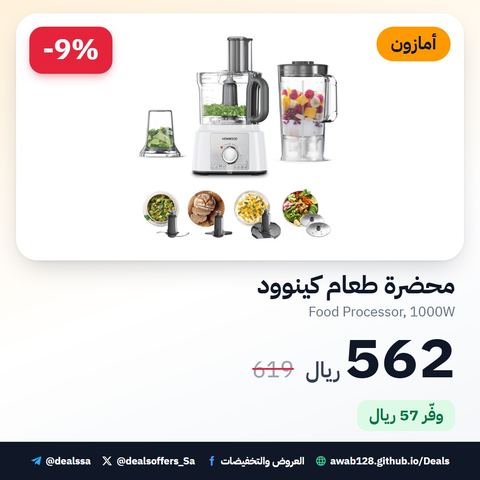 -9%
أمازون
KENWOOD
محضرة طعام كينوود
Food Processor, 1000W
562 ريال 619
وفّر 57 ريال
@dealssa @dealsoffers_Sa العروض والتخفيضات awab128.github.io/Deals